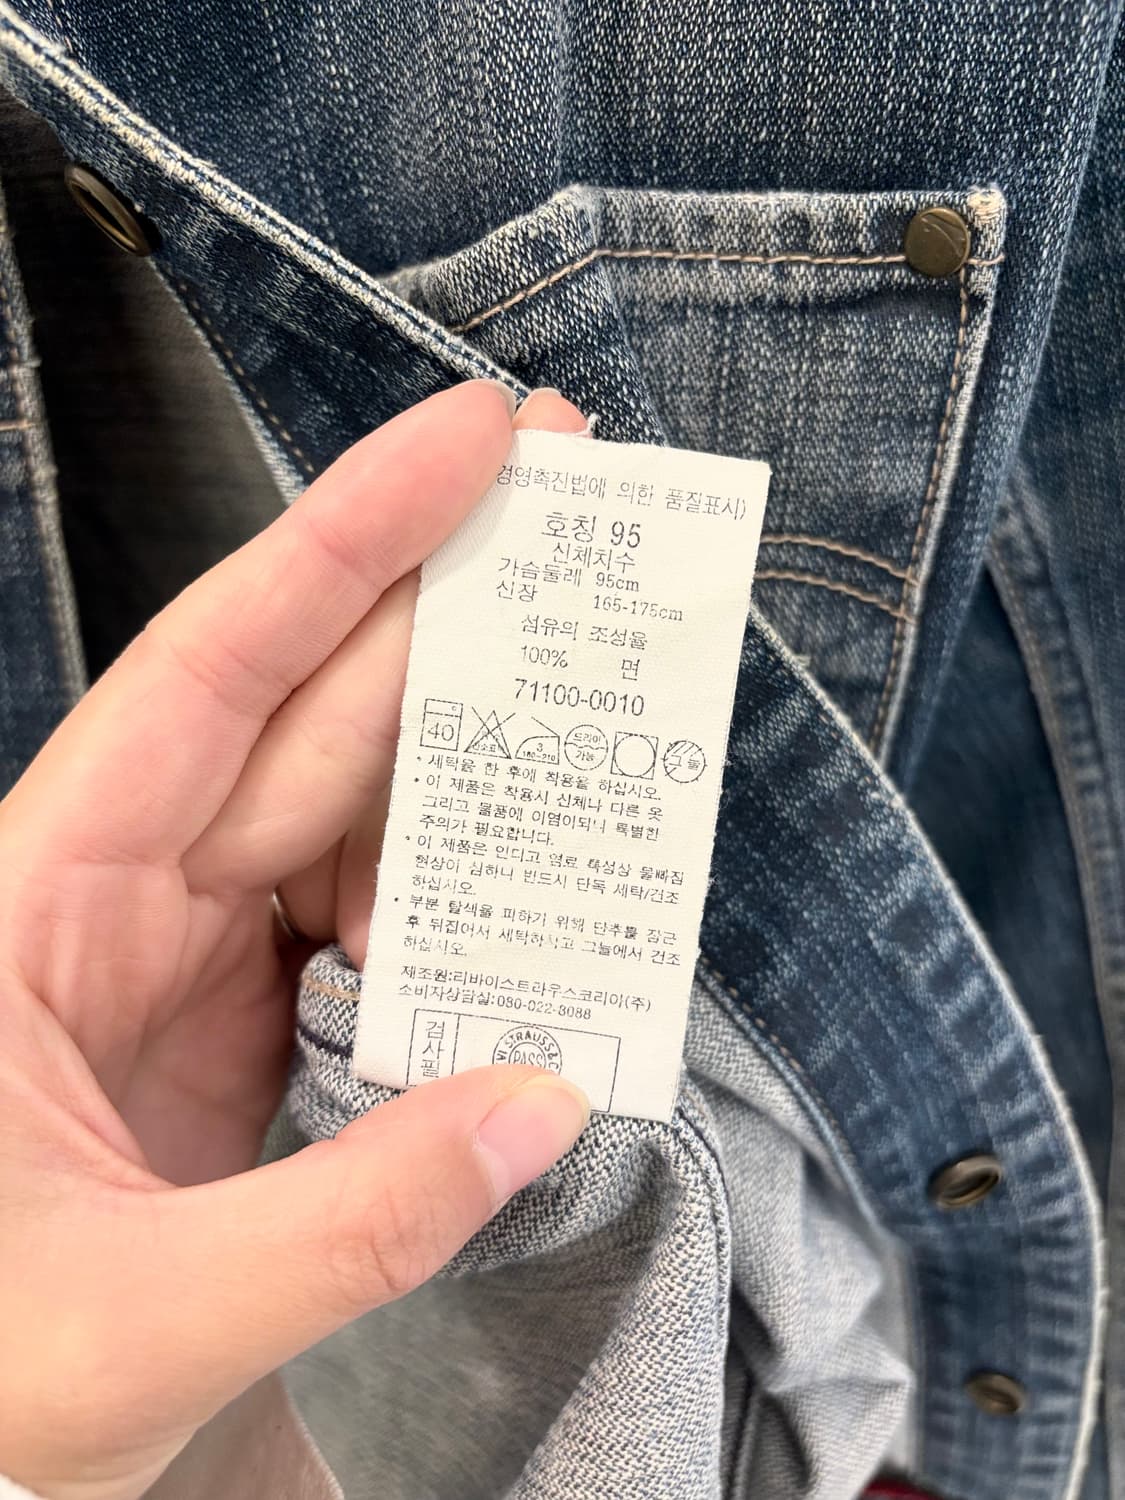 경영촉진법에 의한 품질표시)
호칭 95
신체치수
가슴둘레 95cm
신장 165-175cm
섬유의 조성율
100% 면
71100-0010
40
3 180~210
드라이 가능
그늘
• 세탁을 한 후에 착용을 하십시오.
• 이 제품은 착용시 신체나 다른 옷
그리고 물품에 이염이되니 특별한
주의가 필요합니다.
• 이 제품은 인디고 염료 특성상 물빠짐
현상이 심하니 반드시 단독 세탁/건조
하십시오.
• 부분 탈색을 피하기 위해 단추를 잠근
후 뒤집어서 세탁하시고 그늘에서 건조
하십시오.
제조원:리바이스트라우스코리아(주)
소비자상담실:080-022-8088
검사필
VI STRAUSS & C
PASS